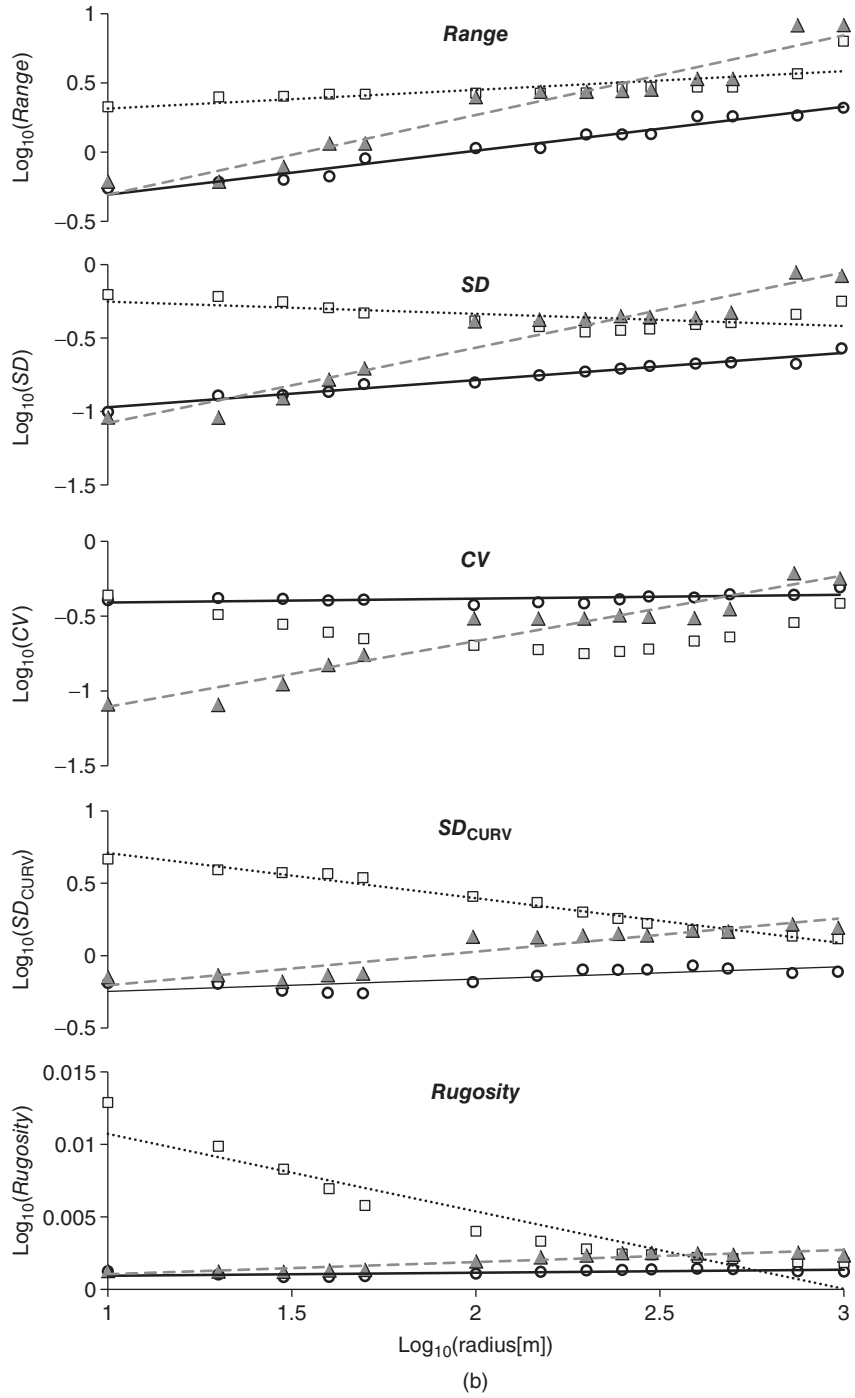 Range
Log10(Range)
1
0.5
0
−0.5
SD
Log10(SD)
0
−0.5
−1
−1.5
CV
Log10(CV)
0
−0.5
−1
−1.5
SDCURV
Log10(SDCURV)
1
0.5
0
−0.5
Rugosity
Log10(Rugosity)
0.015
0.01
0.005
0
1 1.5 2 2.5 3
Log10(radius[m])
(b)